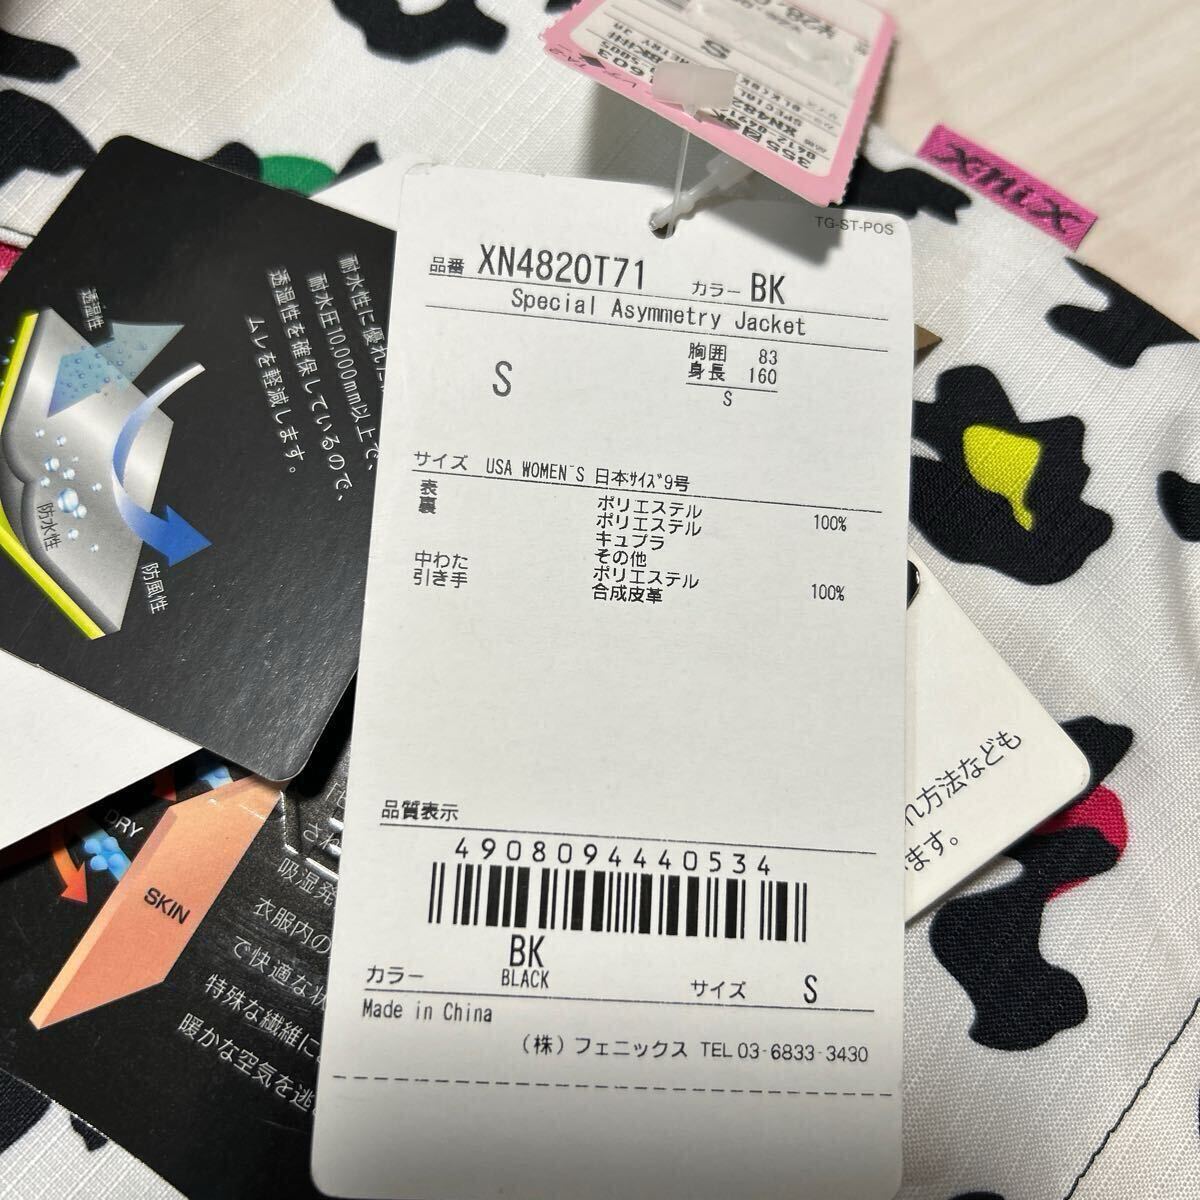 TG-ST-POS
品番 XN4820T71 カラー BK
Special Asymmetry Jacket
胸囲 83
身長 160
S
S
サイズ USA WOMEN¨S 日本ｻｲｽﾞ9号
表 ポリエステル 100%
裏 ポリエステル
キュプラ
その他
中わた ポリエステル 100%
引き手 合成皮革
品質表示
4908094440534
BK
カラー BLACK サイズ S
Made in China
(株)フェニックス TEL 03-6833-3430
耐水性に優れた
耐水圧10,000mm以上で、
透湿性を確保しているので、
ムレを軽減します。
透湿性
防水性
防風性
DRY
SKIN
吸湿発
衣服内の
で快適な状
特殊な繊維に
暖かな空気を逃
れ方法なども
ます。
X-NIX
S